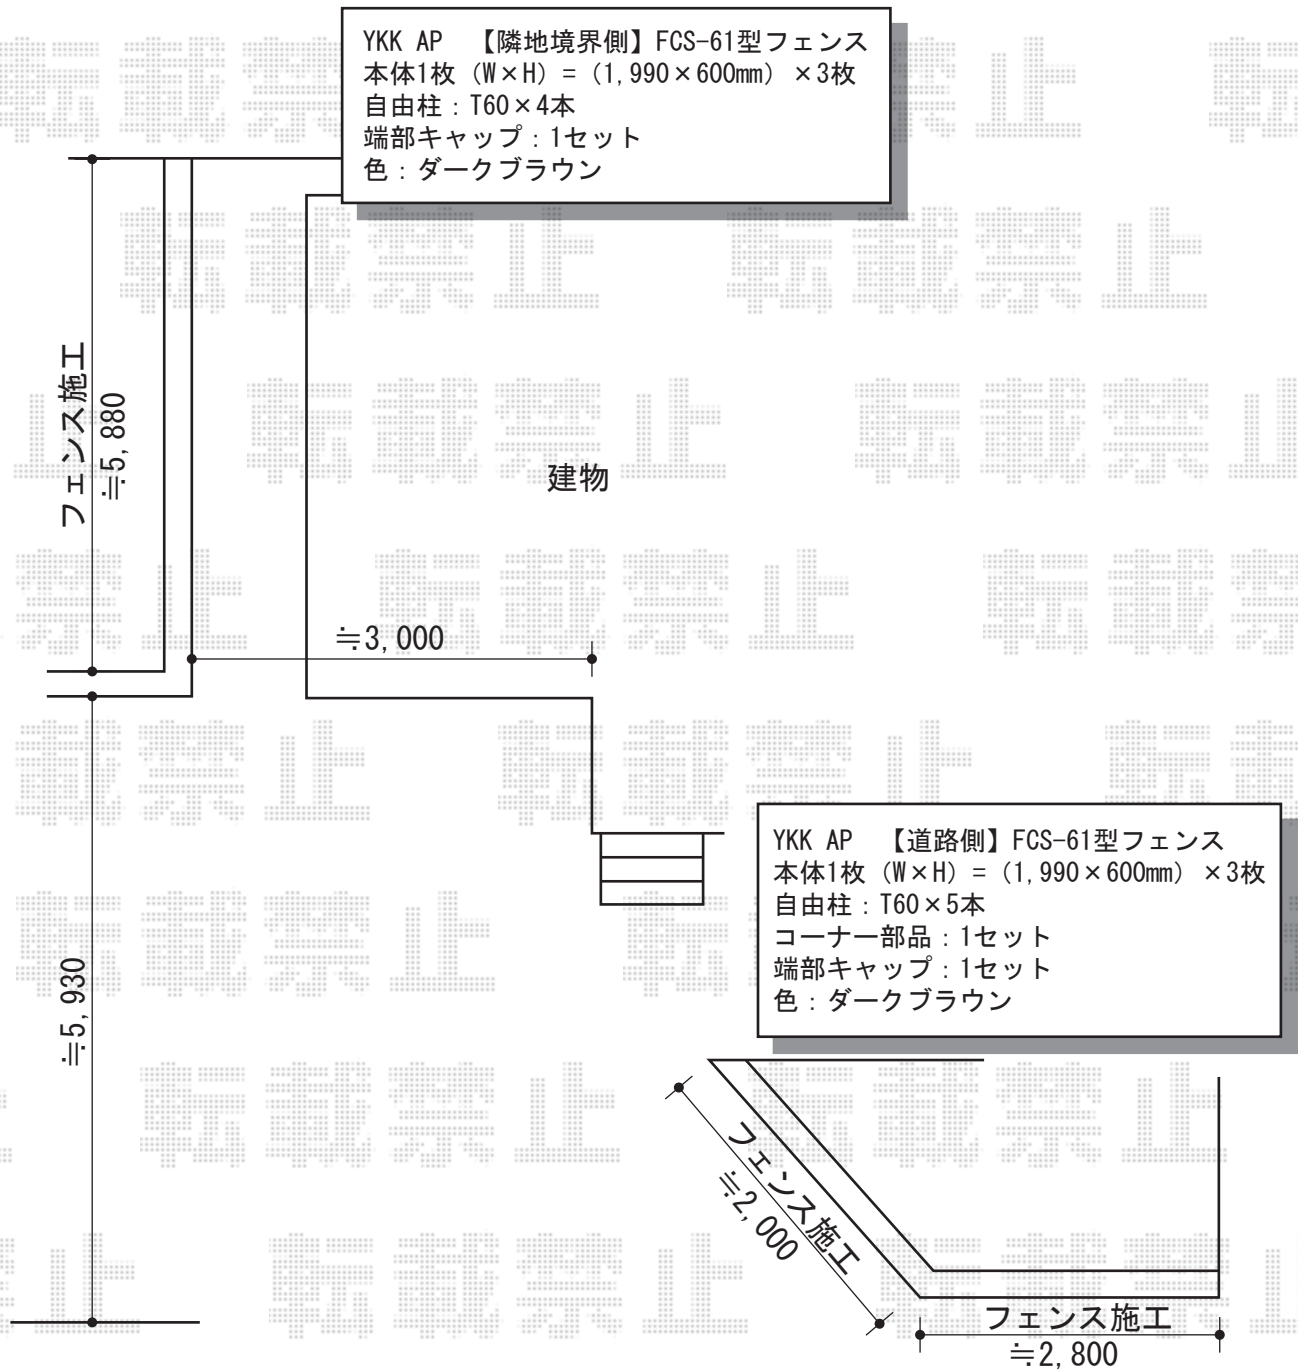 YKK AP 【隣地境界側】FCS-61型フェンス
本体1枚（W×H）=（1,990×600mm）×3枚
自由柱：T60×4本
端部キャップ：1セット
色：ダークブラウン
フェンス施工
≒5,880
建物
≒3,000
YKK AP 【道路側】FCS-61型フェンス
本体1枚（W×H）=（1,990×600mm）×3枚
自由柱：T60×5本
コーナー部品：1セット
端部キャップ：1セット
色：ダークブラウン
≒5,930
フェンス施工
≒2,000
フェンス施工
≒2,800
転載禁止